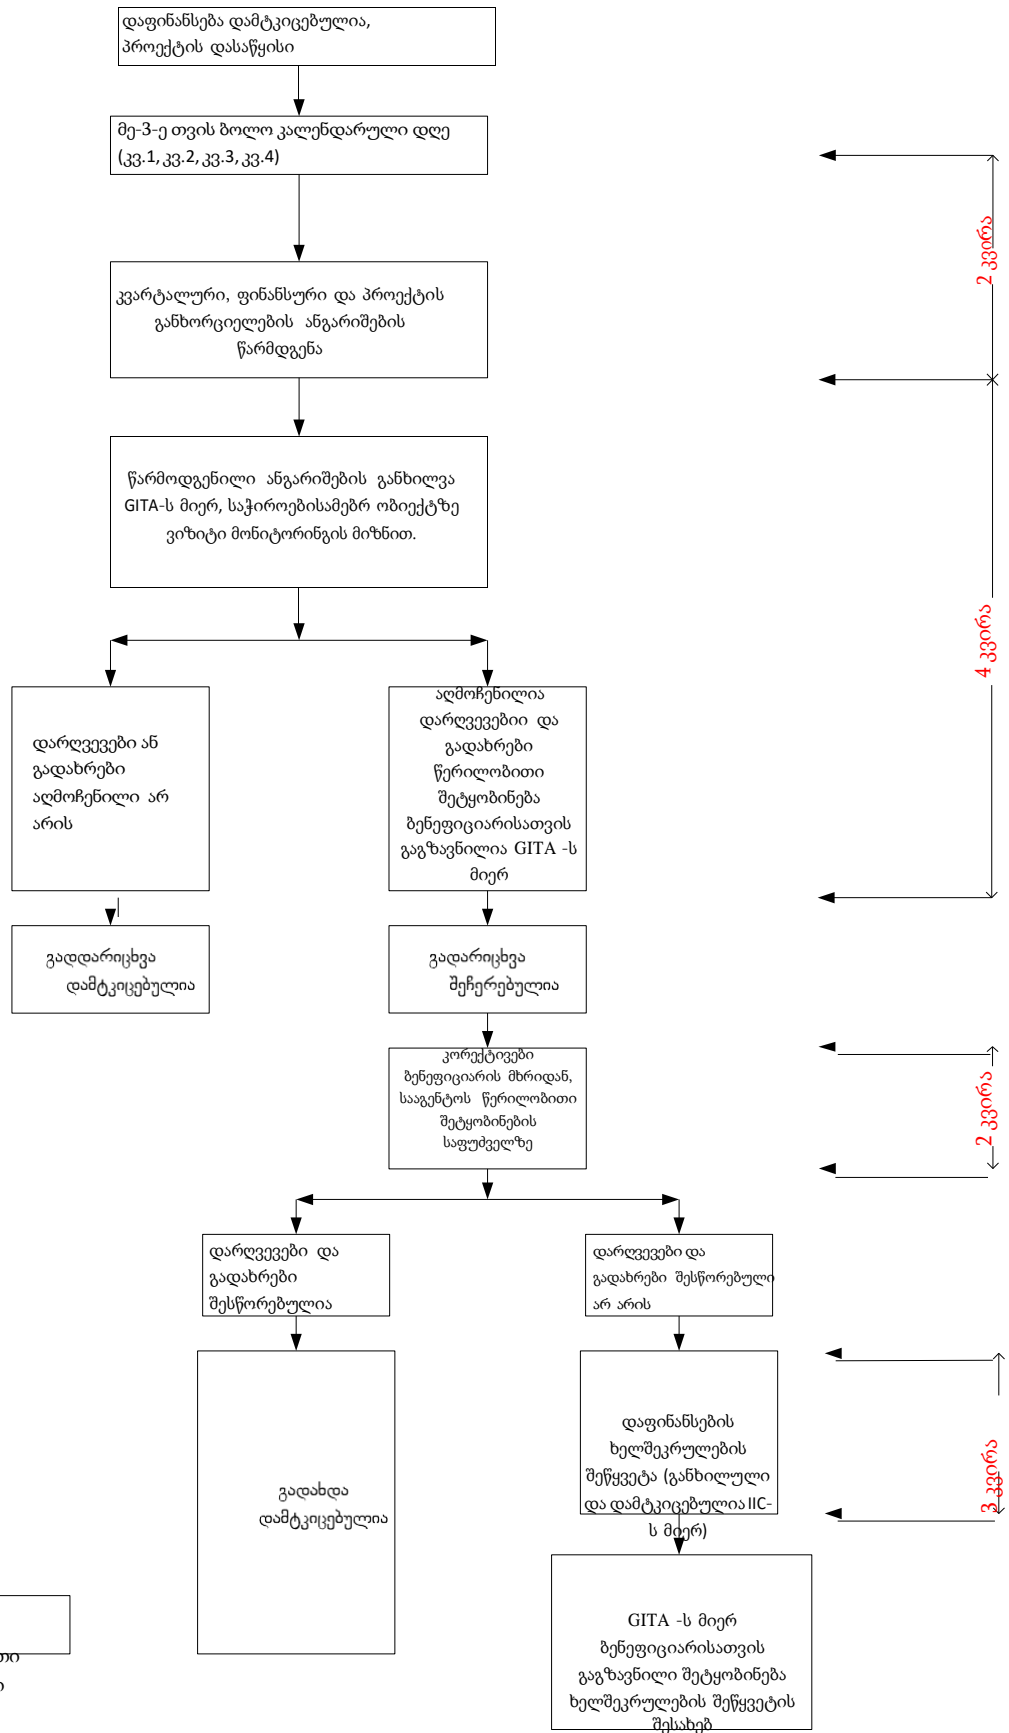 დაფინანსება დამტკიცებულია,
პროექტის დასაწყისი
მე-3-ე თვის ბოლო კალენდარული დღე
(კვ.1, კვ.2, კვ.3, კვ.4)
2 კვირა
კვარტალური, ფინანსური და პროექტის
განხორციელების ანგარიშების
წარმდგენა
წარმოდგენილი ანგარიშების განხილვა
GITA-ს მიერ, საჭიროებისამებრ ობიექტზე
ვიზიტი მონიტორინგის მიზნით.
4 კვირა
დარღვევები ან
გადახრები
აღმოჩენილი არ
არის
აღმოჩენილია
დარღვევებიი და
გადახრები
წერილობითი
შეტყობინება
ბენეფიციარისათვის
გაგზავნილია GITA -ს
მიერ
გადდარიცხვა
დამტკიცებულია
გადარიცხვა
შეჩერებულია
კორექტივები
ბენეფიციარის მხრიდან,
სააგენტოს წერილობითი
შეტყობინების
საფუძველზე
2 კვირა
დარღვევები და
გადახრები
შესწორებულია
დარღვევები და
გადახრები შესწორებული
არ არის
გადახდა
დამტკიცებულია
დაფინანსების
ხელშეკრულების
შეწყვეტა (განხილული
და დამტკიცებულია IIC-
ს მიერ)
3 კვირა
GITA -ს მიერ
ბენეფიციარისათვის
გაგზავნილი შეტყობინება
ხელშეკრულების შეწყვეტის
შესახებ